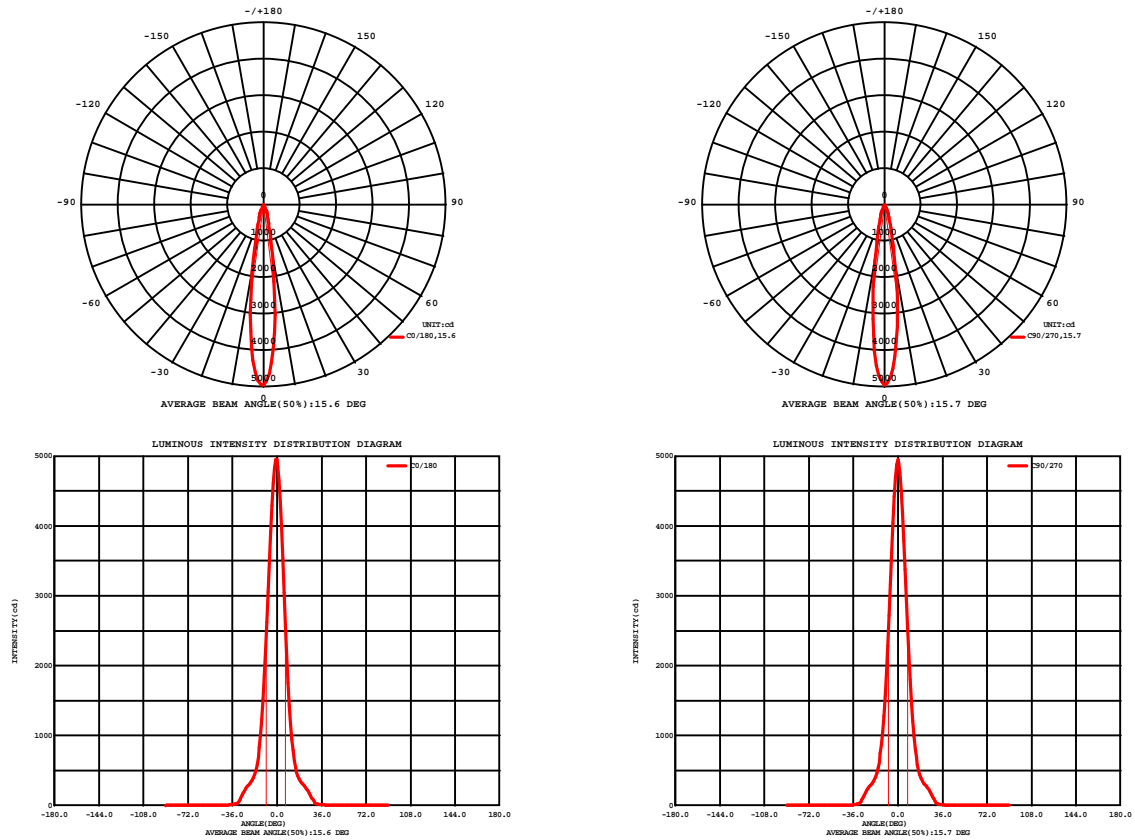 -/+180
-150
150
-120
120
-90
90
-60
60
-30
30
0
0
1000
2000
3000
4000
5000
UNIT:cd
C0/180,15.6
AVERAGE BEAM ANGLE(50%):15.6 DEG
-/+180
-150
150
-120
120
-90
90
-60
60
-30
30
0
0
1000
2000
3000
4000
5000
UNIT:cd
C90/270,15.7
AVERAGE BEAM ANGLE(50%):15.7 DEG
LUMINOUS INTENSITY DISTRIBUTION DIAGRAM
C0/180
INTENSITY(cd)
5000
4000
3000
2000
1000
0
-180.0 -144.0 -108.0 -72.0 -36.0 0.0 36.0 72.0 108.0 144.0 180.0
ANGLE(DEG)
AVERAGE BEAM ANGLE(50%):15.6 DEG
LUMINOUS INTENSITY DISTRIBUTION DIAGRAM
C90/270
INTENSITY(cd)
5000
4000
3000
2000
1000
0
-180.0 -144.0 -108.0 -72.0 -36.0 0.0 36.0 72.0 108.0 144.0 180.0
ANGLE(DEG)
AVERAGE BEAM ANGLE(50%):15.7 DEG